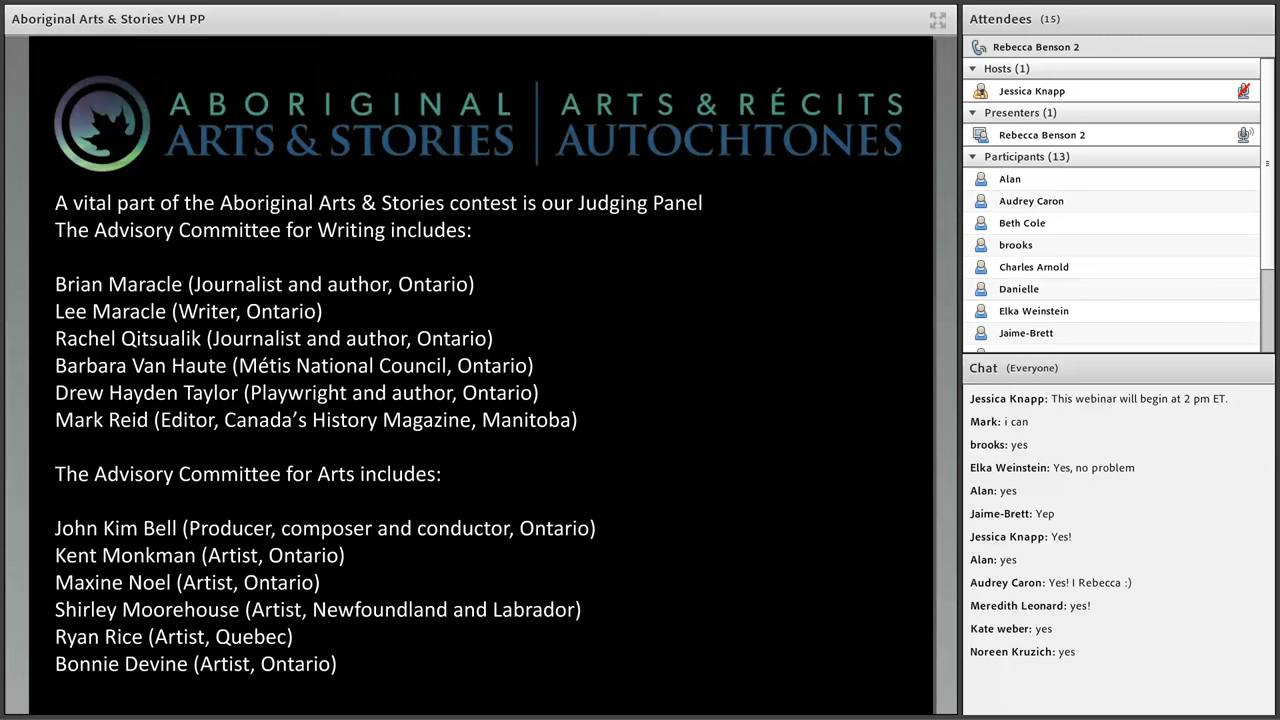 Aboriginal Arts & Stories VH PP
ABORIGINAL
ARTS & STORIES
ARTS & RÉCITS
AUTOCHTONES
A vital part of the Aboriginal Arts & Stories contest is our Judging Panel
The Advisory Committee for Writing includes:
Brian Maracle (Journalist and author, Ontario)
Lee Maracle (Writer, Ontario)
Rachel Qitsualik (Journalist and author, Ontario)
Barbara Van Haute (Métis National Council, Ontario)
Drew Hayden Taylor (Playwright and author, Ontario)
Mark Reid (Editor, Canada’s History Magazine, Manitoba)
The Advisory Committee for Arts includes:
John Kim Bell (Producer, composer and conductor, Ontario)
Kent Monkman (Artist, Ontario)
Maxine Noel (Artist, Ontario)
Shirley Moorehouse (Artist, Newfoundland and Labrador)
Ryan Rice (Artist, Quebec)
Bonnie Devine (Artist, Ontario)
Attendees (15)
Rebecca Benson 2
Hosts (1)
Jessica Knapp
Presenters (1)
Rebecca Benson 2
Participants (13)
Alan
Audrey Caron
Beth Cole
brooks
Charles Arnold
Danielle
Elka Weinstein
Jaime-Brett
Chat (Everyone)
Jessica Knapp: This webinar will begin at 2 pm ET.
Mark: i can
brooks: yes
Elka Weinstein: Yes, no problem
Alan: yes
Jaime-Brett: Yep
Jessica Knapp: Yes!
Alan: yes
Audrey Caron: Yes! I Rebecca :)
Meredith Leonard: yes!
Kate weber: yes
Noreen Kruzich: yes